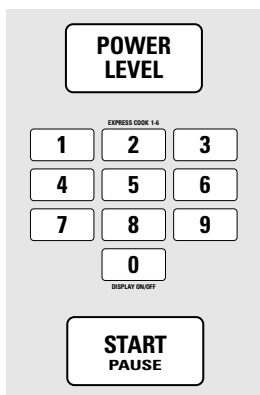 POWER
LEVEL
EXPRESS COOK 1-6
1 2 3
4 5 6
7 8 9
0
DISPLAY ON/OFF
START
PAUSE